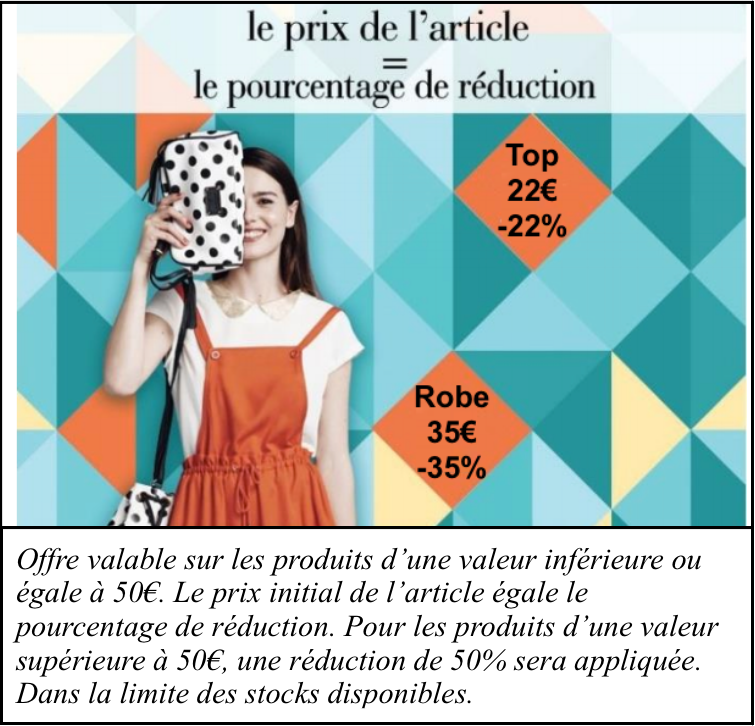 le prix de l’article
=
le pourcentage de réduction
Top
22€
-22%
Robe
35€
-35%
Offre valable sur les produits d’une valeur inférieure ou
égale à 50€. Le prix initial de l’article égale le
pourcentage de réduction. Pour les produits d’une valeur
supérieure à 50€, une réduction de 50% sera appliquée.
Dans la limite des stocks disponibles.